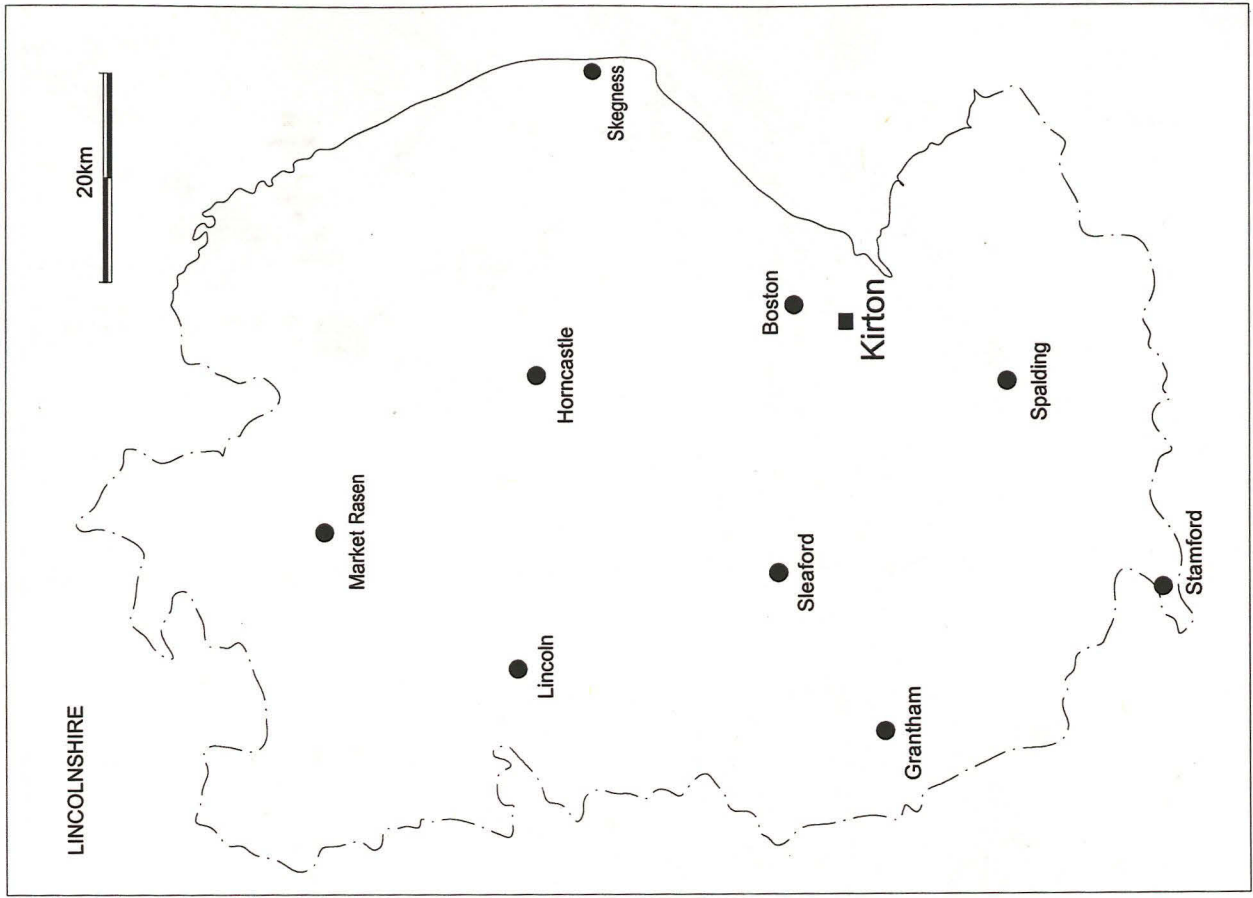 LINCOLNSHIRE
20km
Skegness
Market Rasen
Horncastle
Lincoln
Boston
Kirton
Sleaford
Grantham
Spalding
Stamford